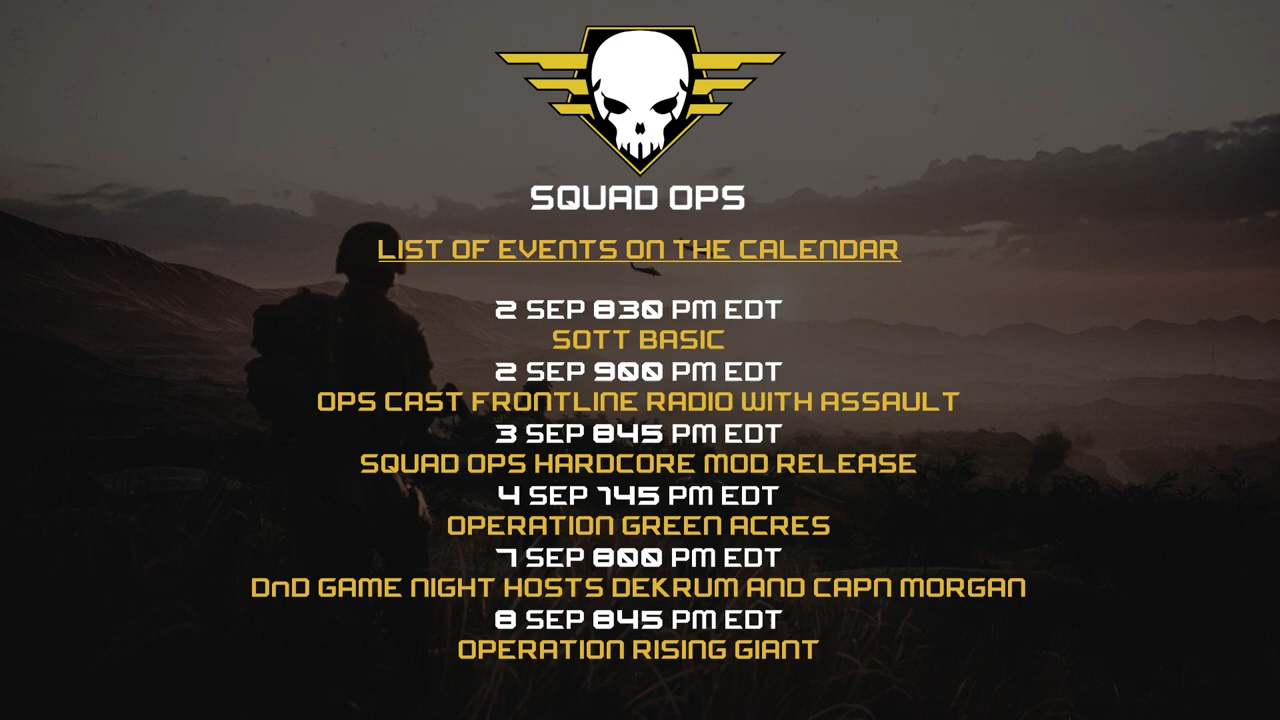 SQUAD OPS
LIST OF EVENTS ON THE CALENDAR
2 SEP 830 PM EDT
SOTT BASIC
2 SEP 900 PM EDT
OPS CAST FRONTLINE RADIO WITH ASSAULT
3 SEP 845 PM EDT
SQUAD OPS HARDCORE MOD RELEASE
4 SEP 745 PM EDT
OPERATION GREEN ACRES
7 SEP 800 PM EDT
DnD GAME NIGHT HOSTS DEKRUM AND CAPN MORGAN
8 SEP 845 PM EDT
OPERATION RISING GIANT